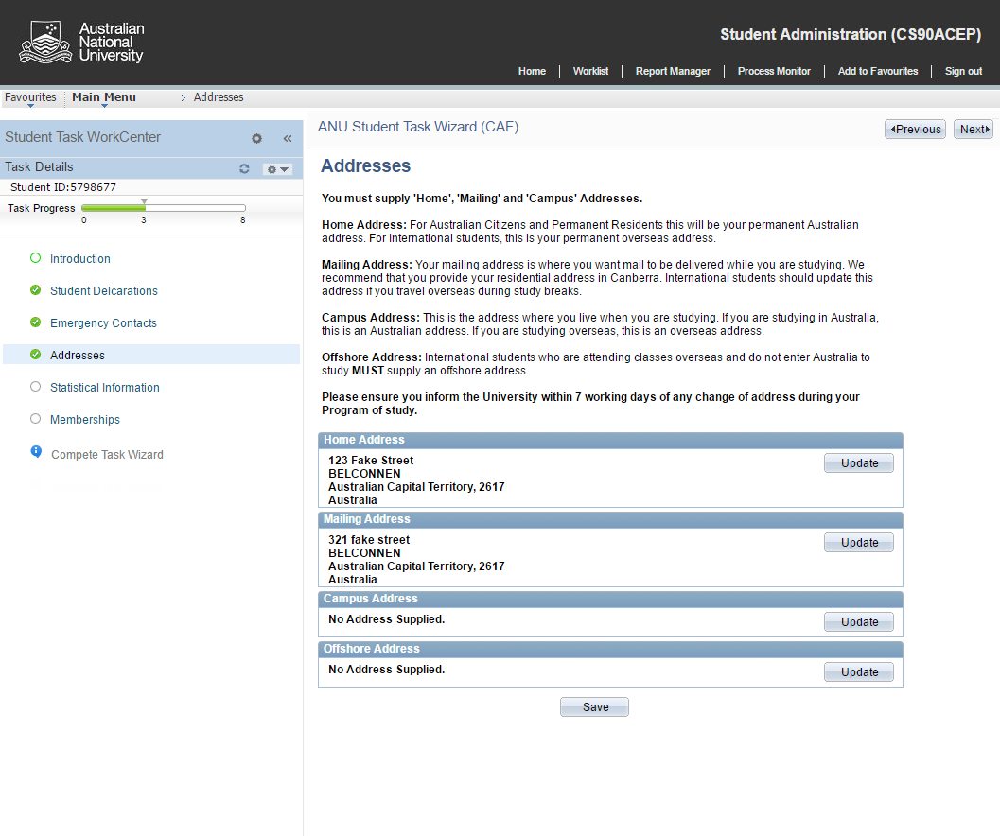 Australian
National
University
Student Administration (CS90ACEP)
Home Worklist Report Manager Process Monitor Add to Favourites Sign out
Favourites Main Menu > Addresses
Student Task WorkCenter «
Task Details
Student ID:5798677
Task Progress
0 3 8
Introduction
Student Delcarations
Emergency Contacts
Addresses
Statistical Information
Memberships
Compete Task Wizard
ANU Student Task Wizard (CAF)
Previous Next
Addresses
You must supply 'Home', 'Mailing' and 'Campus' Addresses.
Home Address: For Australian Citizens and Permanent Residents this will be your permanent Australian
address. For International students, this is your permanent overseas address.
Mailing Address: Your mailing address is where you want mail to be delivered while you are studying. We
recommend that you provide your residential address in Canberra. International students should update this
address if you travel overseas during study breaks.
Campus Address: This is the address where you live when you are studying. If you are studying in Australia,
this is an Australian address. If you are studying overseas, this is an overseas address.
Offshore Address: International students who are attending classes overseas and do not enter Australia to
study MUST supply an offshore address.
Please ensure you inform the University within 7 working days of any change of address during your
Program of study.
Home Address
123 Fake Street
BELCONNEN
Australian Capital Territory, 2617
Australia
Update
Mailing Address
321 fake street
BELCONNEN
Australian Capital Territory, 2617
Australia
Update
Campus Address
No Address Supplied.
Update
Offshore Address
No Address Supplied.
Update
Save